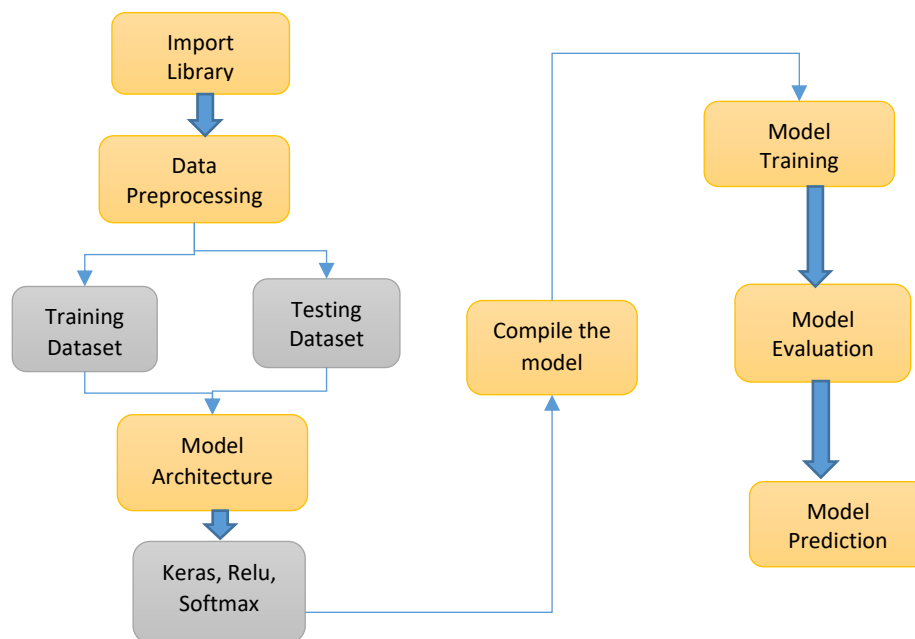 Import
Library
Data
Preprocessing
Training
Dataset
Testing
Dataset
Model
Architecture
Keras, Relu,
Softmax
Compile the
model
Model
Training
Model
Evaluation
Model
Prediction